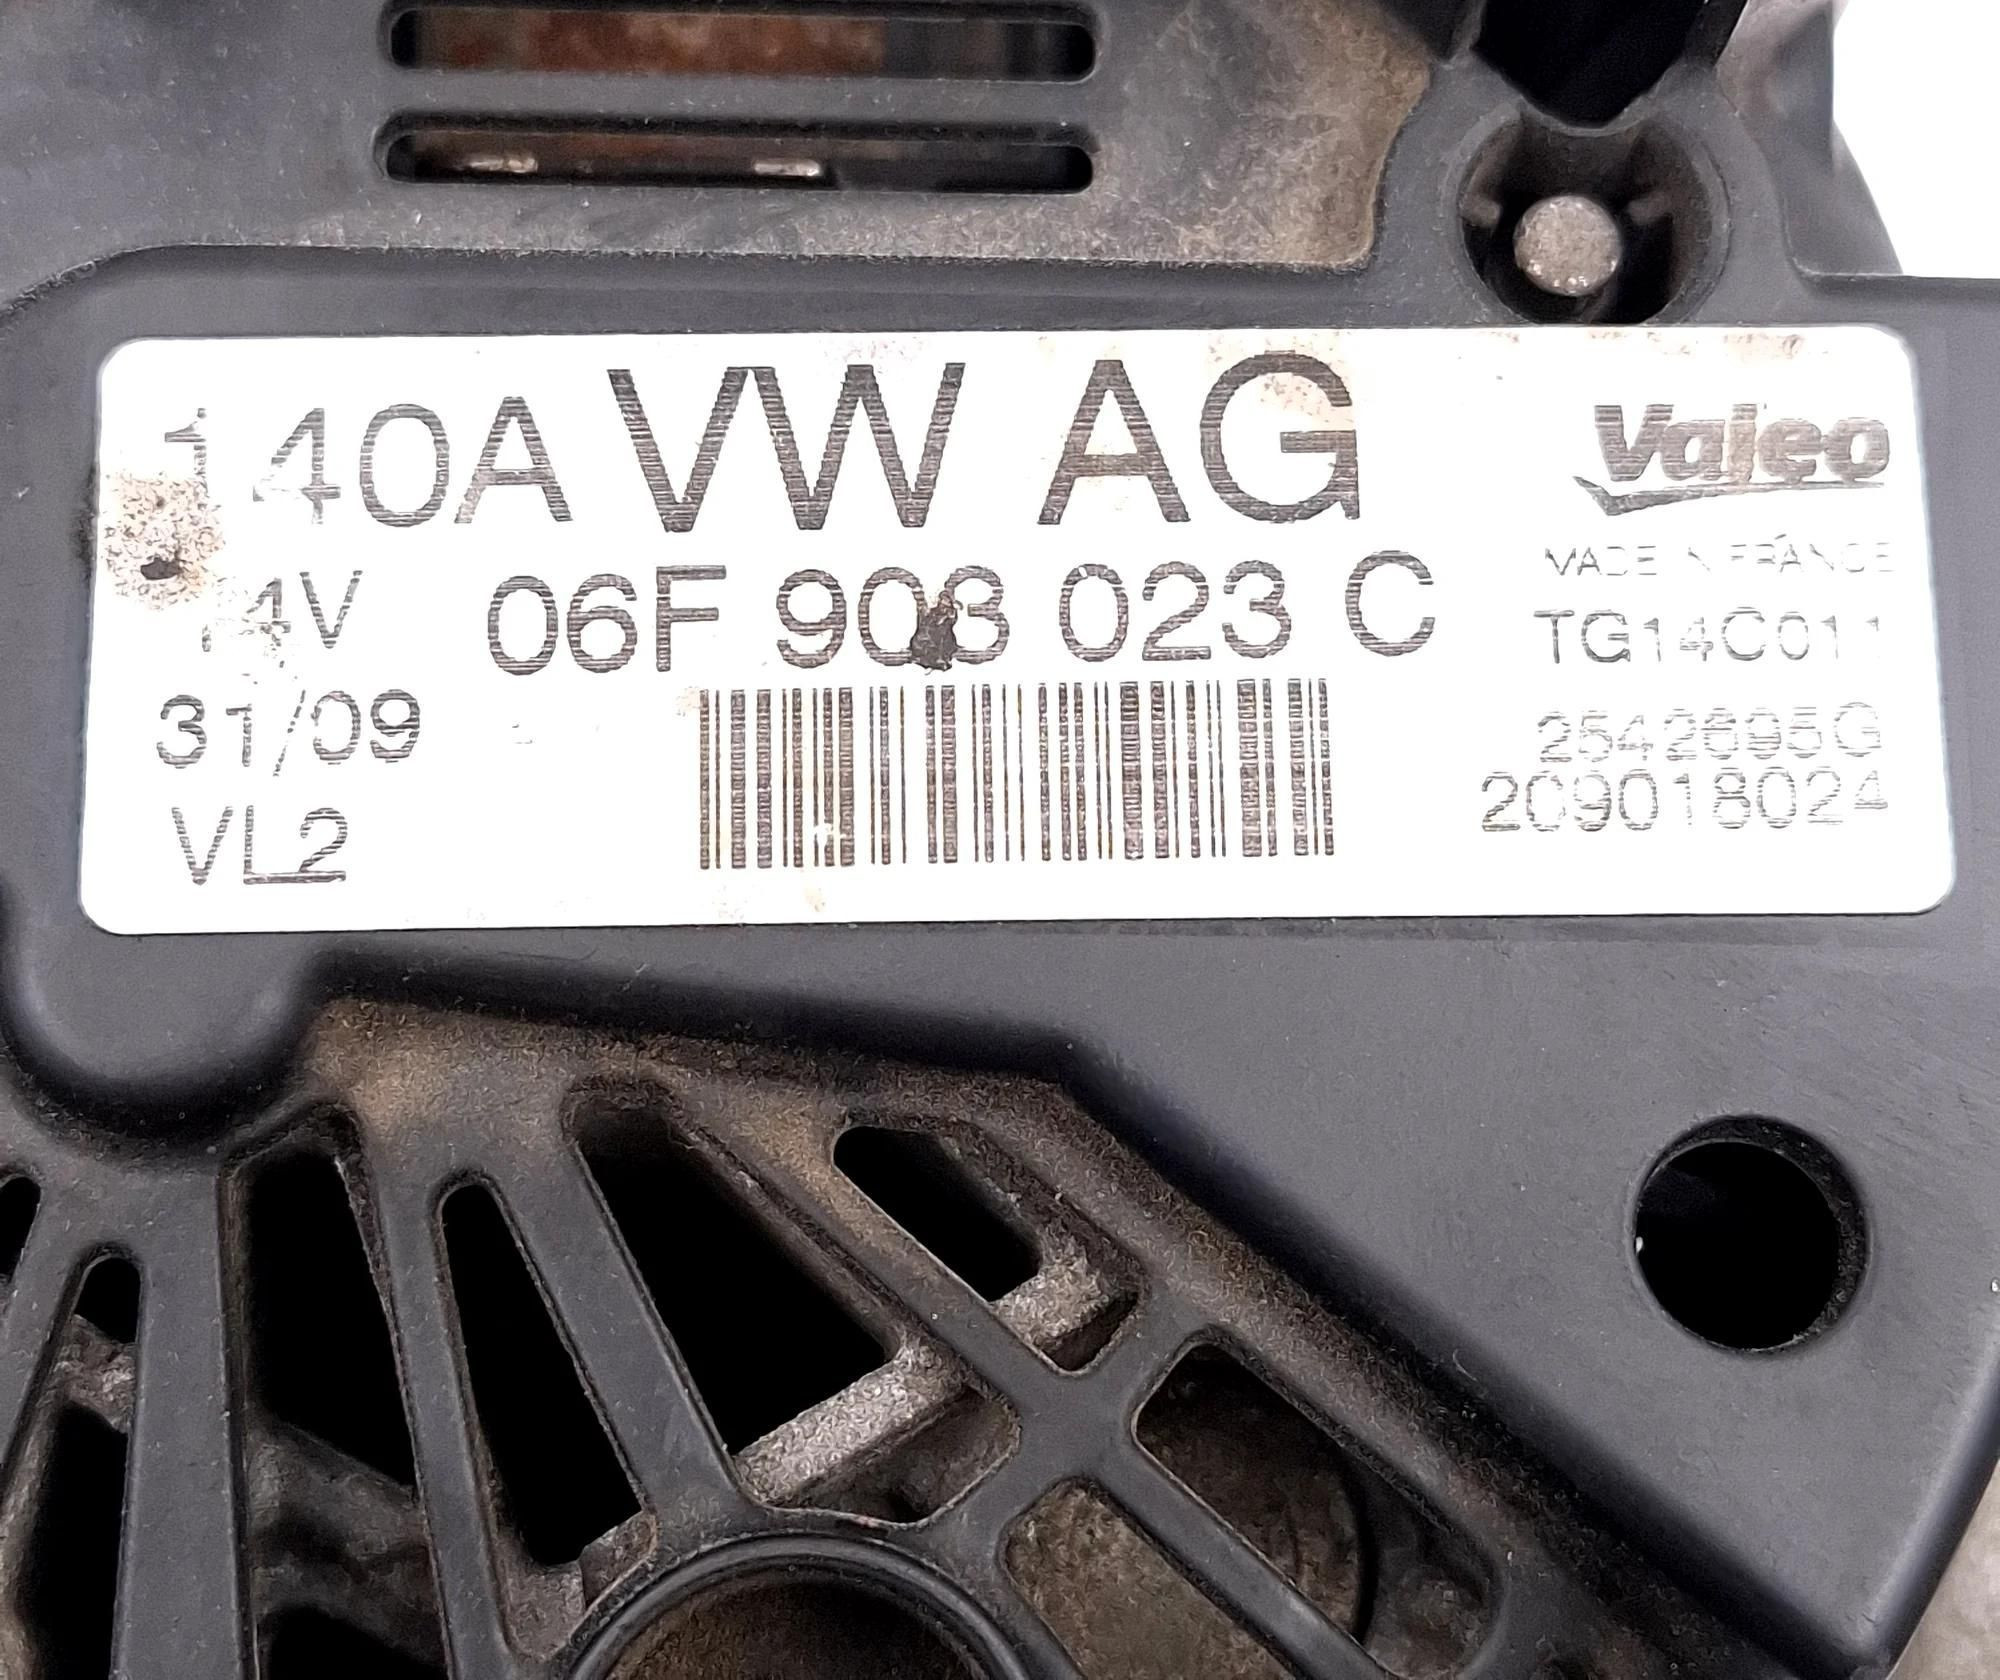 140A VW AG
Valeo
MADE IN FRANCE
14V 06F 903 023 C
TG14C011
31/09
2542695G
VL2
209018024